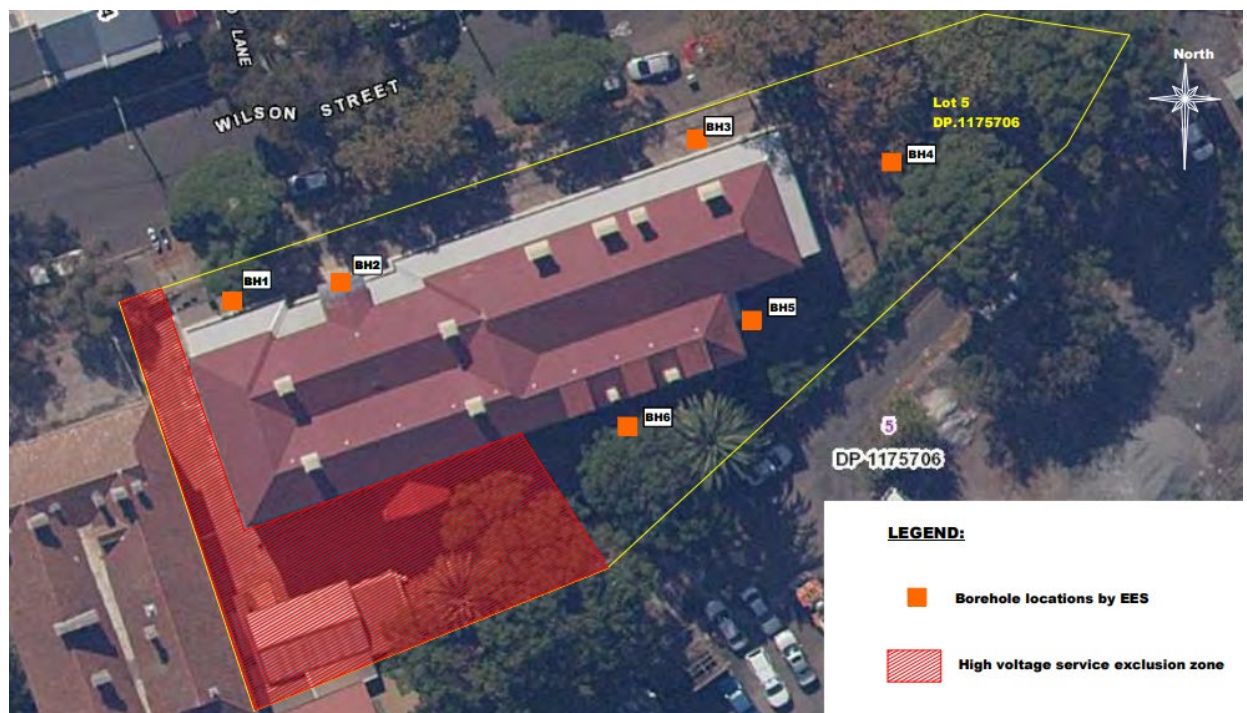 LANE
WILSON STREET
North
Lot 5
DP.1175706
BH3
BH4
BH2
BH1
BH5
BH6
5
DP 1175706
LEGEND:
Borehole locations by EES
High voltage service exclusion zone